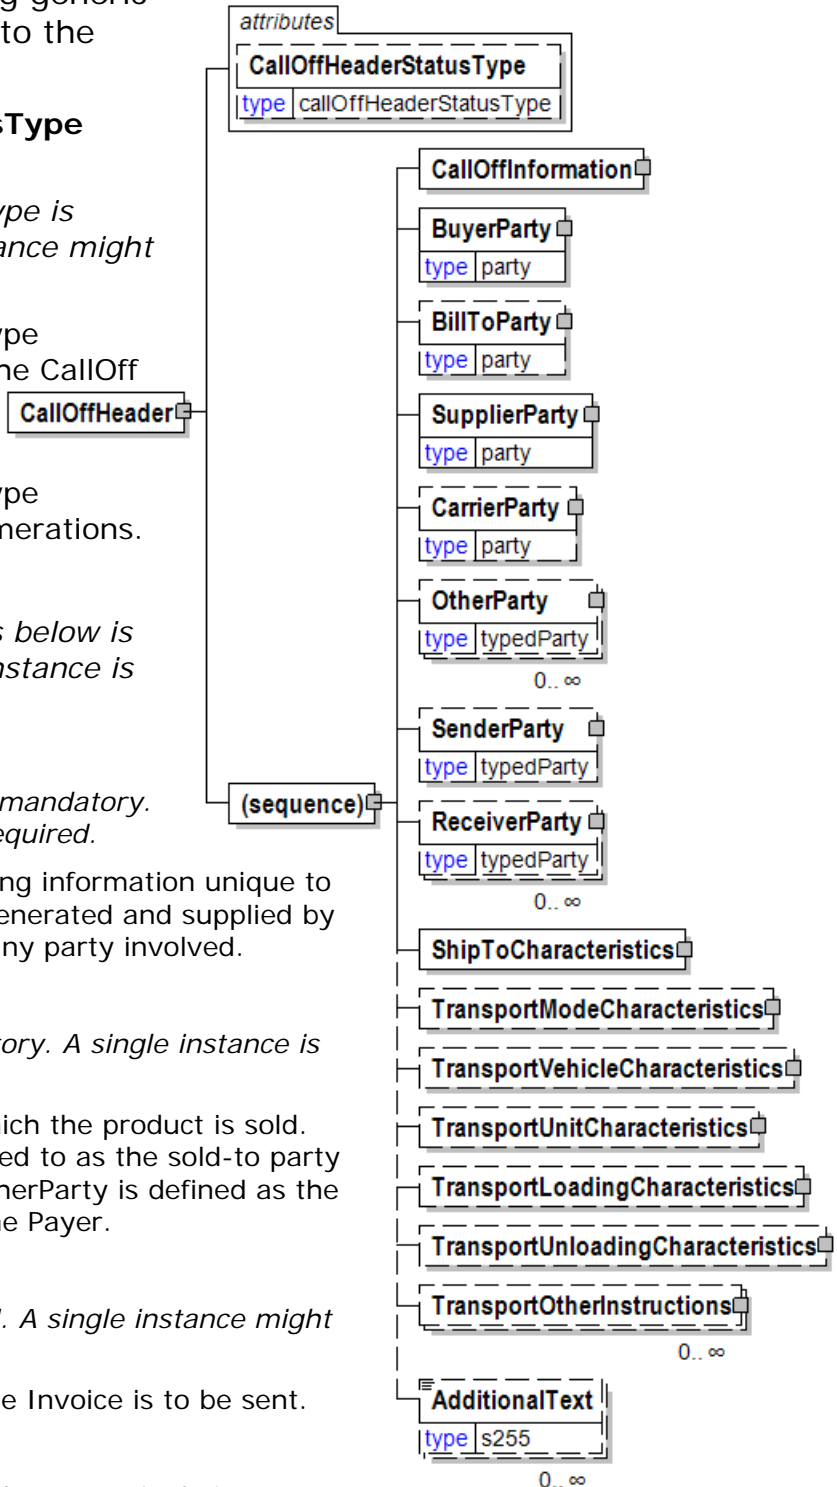 ng generic
to the
sType
ype is
ance might
ype
he CallOff
ype
merations.
s below is
nstance is
mandatory.
equired.
ing information unique to
enerated and supplied by
ny party involved.
tory. A single instance is
hich the product is sold.
ed to as the sold-to party
herParty is defined as the
ne Payer.
l. A single instance might
e Invoice is to be sent.
attributes
CallOffHeaderStatusType
type callOffHeaderStatusType
CallOffHeader
(sequence)
CallOffInformation
BuyerParty
type party
BillToParty
type party
SupplierParty
type party
CarrierParty
type party
OtherParty
type typedParty
0.. ∞
SenderParty
type typedParty
ReceiverParty
type typedParty
0.. ∞
ShipToCharacteristics
TransportModeCharacteristics
TransportVehicleCharacteristics
TransportUnitCharacteristics
TransportLoadingCharacteristics
TransportUnloadingCharacteristics
TransportOtherInstructions
0.. ∞
AdditionalText
type s255
0.. ∞